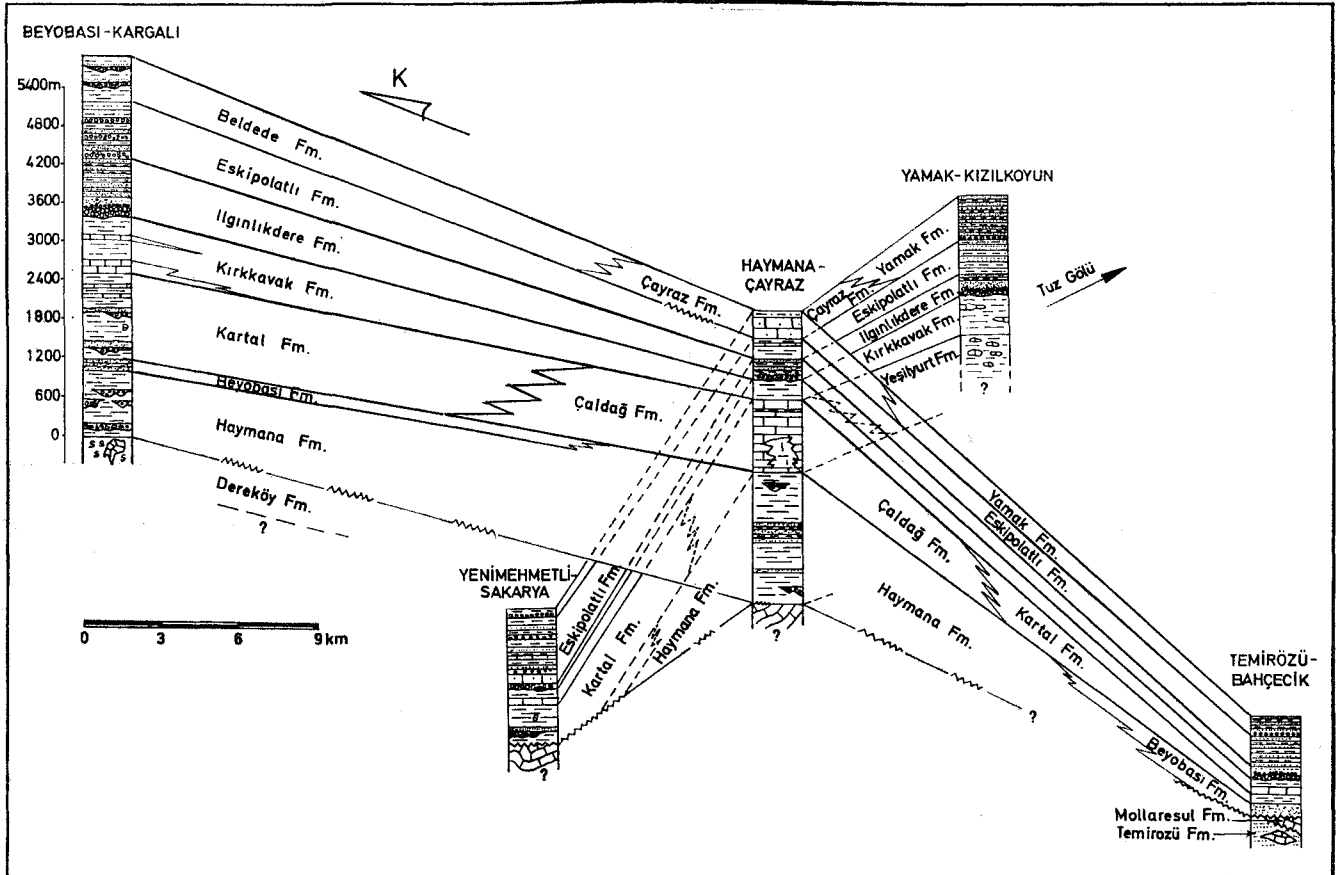 BEYOBASI-KARGALI
5400m
4800
4200
3600
3000
2400
1800
1200
600
0
K
Beldede Fm.
Eskipolatlı Fm.
Ilgınlıkdere Fm.
Kırkkavak Fm.
Kartal Fm.
Beyobası Fm.
Haymana Fm.
Dereköy Fm.
?
Çayraz Fm.
Çaldağ Fm.
0 3 6 9 km
YENİMEHMETLİ-
SAKARYA
Eskipolatlı Fm.
Kartal Fm.
Haymana Fm.
?
HAYMANA-
ÇAYRAZ
?
YAMAK-KIZILKOYUN
Çayraz Fm.
Yamak Fm.
Eskipolatlı Fm.
Ilgınlıkdere Fm.
Kırkkavak Fm.
Yeşilyurt Fm.
?
Tuz Gölü
Yamak Fm.
Eskipolatlı Fm.
Çaldağ Fm.
Kartal Fm.
Haymana Fm.
?
Beyobası Fm.
TEMİRÖZÜ-
BAHÇECİK
Mollaresul Fm.
Temirozü Fm.